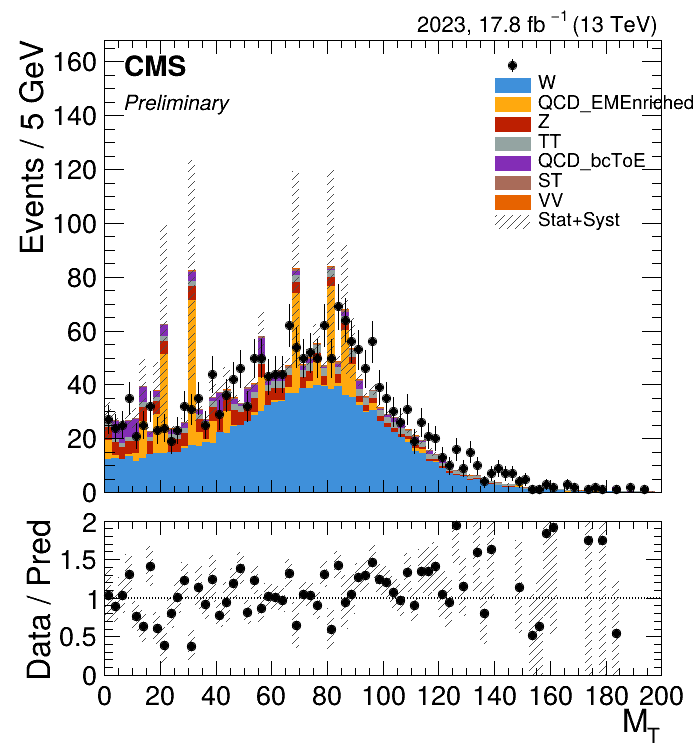 2023, 17.8 fb⁻¹ (13 TeV)
Events / 5 GeV
160
140
120
100
80
60
40
20
0
CMS
Preliminary
W
QCD_EMEnriched
Z
TT
QCD_bcToE
ST
VV
Stat+Syst
Data / Pred
2
1.5
1
0.5
0
0 20 40 60 80 100 120 140 160 180 200
M_T